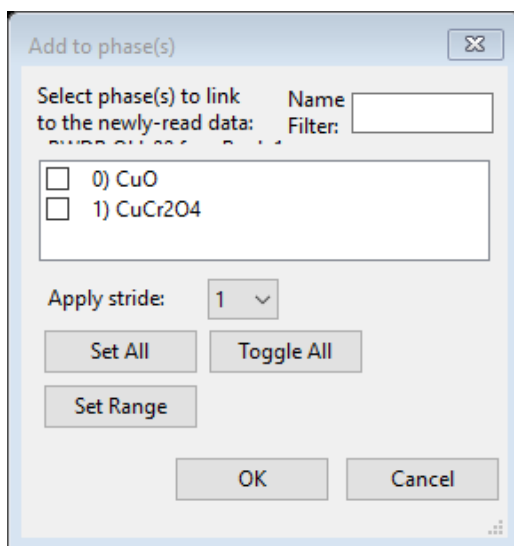 Add to phase(s)
Select phase(s) to link
to the newly-read data:
Name
Filter:
0) CuO
1) CuCr2O4
Apply stride:
1
Set All
Toggle All
Set Range
OK
Cancel